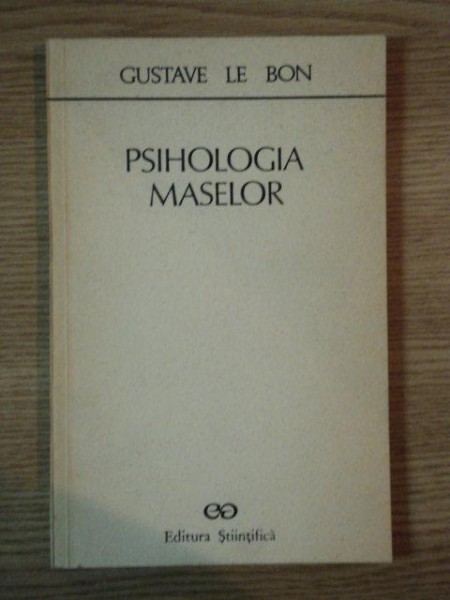 GUSTAVE LE BON
PSIHOLOGIA
MASELOR
Editura Ştiinţifică